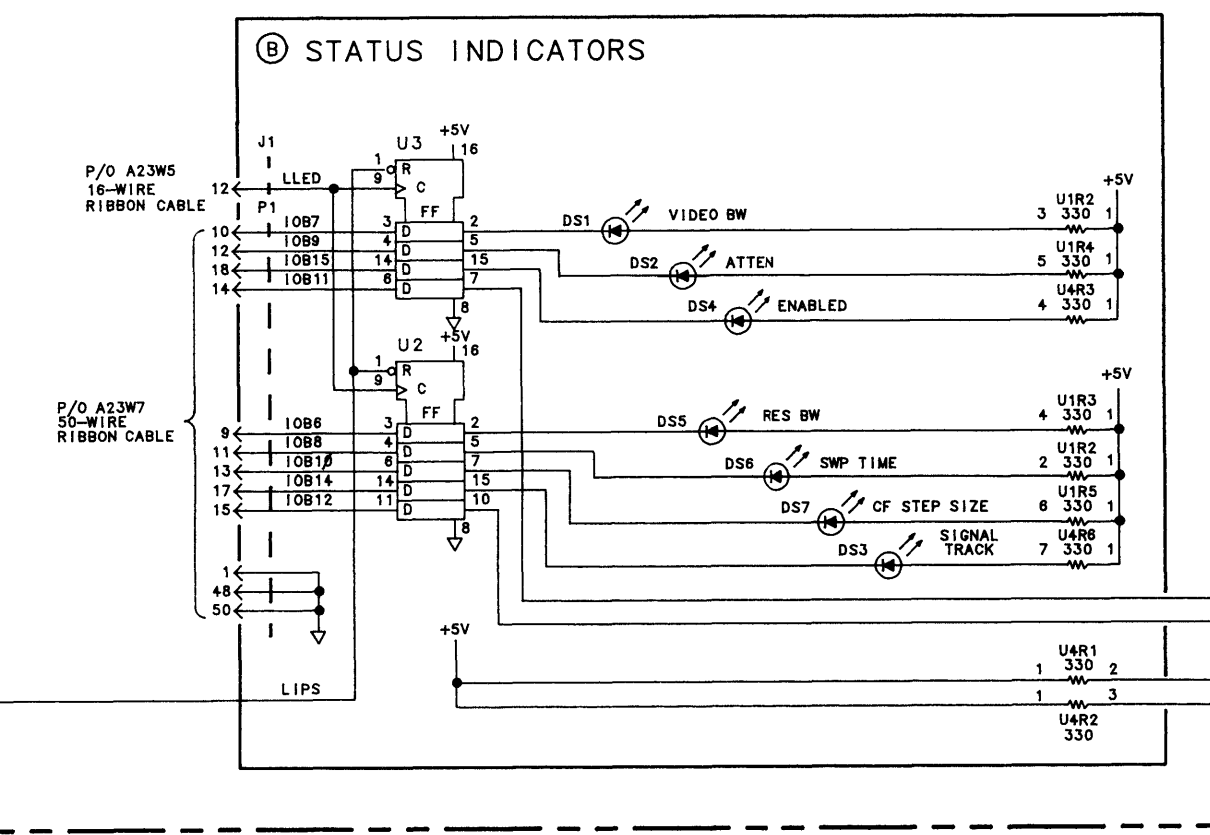 B STATUS INDICATORS
J1
P/O A23W5
16-WIRE
RIBBON CABLE
12
LLED
P1
U3
+5V
16
1
9
R
C
FF
10
IOB7
3
D
2
12
IOB9
4
D
5
18
IOB15
14
D
15
14
IOB11
6
D
7
8
DS1
VIDEO BW
3
U1R2
330
1
+5V
DS2
ATTEN
5
U1R4
330
1
DS4
ENABLED
4
U4R3
330
1
U2
+5V
16
1
9
R
C
FF
P/O A23W7
50-WIRE
RIBBON CABLE
9
IOB6
3
D
2
11
IOB8
4
D
5
13
IOB10
6
D
7
17
IOB14
14
D
15
15
IOB12
11
D
10
8
+5V
DS5
RES BW
4
U1R3
330
1
DS6
SWP TIME
2
U1R2
330
1
DS7
CF STEP SIZE
6
U1R5
330
1
DS3
SIGNAL
TRACK
7
U4R6
330
1
1
48
50
+5V
LIPS
U4R1
1
330
2
1
3
U4R2
330